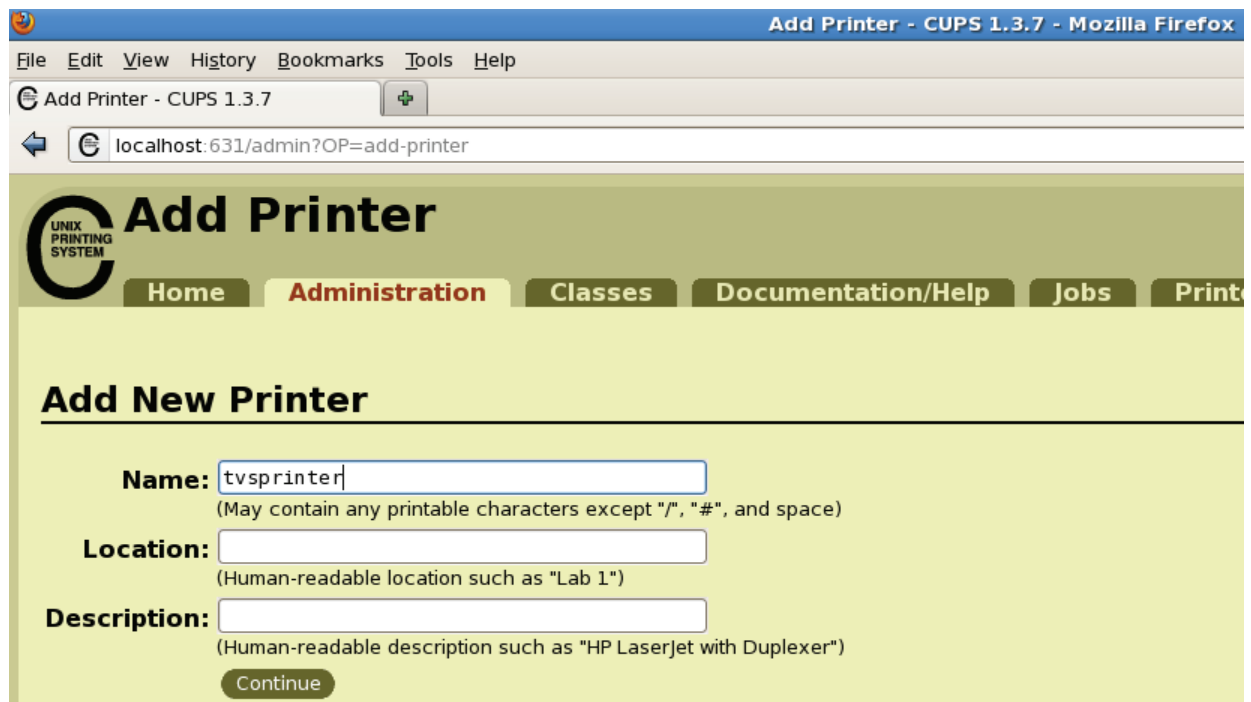 Add Printer - CUPS 1.3.7 - Mozilla Firefox
File Edit View History Bookmarks Tools Help
Add Printer - CUPS 1.3.7
localhost:631/admin?OP=add-printer
UNIX
PRINTING
SYSTEM
Add Printer
Home Administration Classes Documentation/Help Jobs Printe
Add New Printer
Name: tvsprinter
(May contain any printable characters except "/", "#", and space)
Location:
(Human-readable location such as "Lab 1")
Description:
(Human-readable description such as "HP LaserJet with Duplexer")
Continue